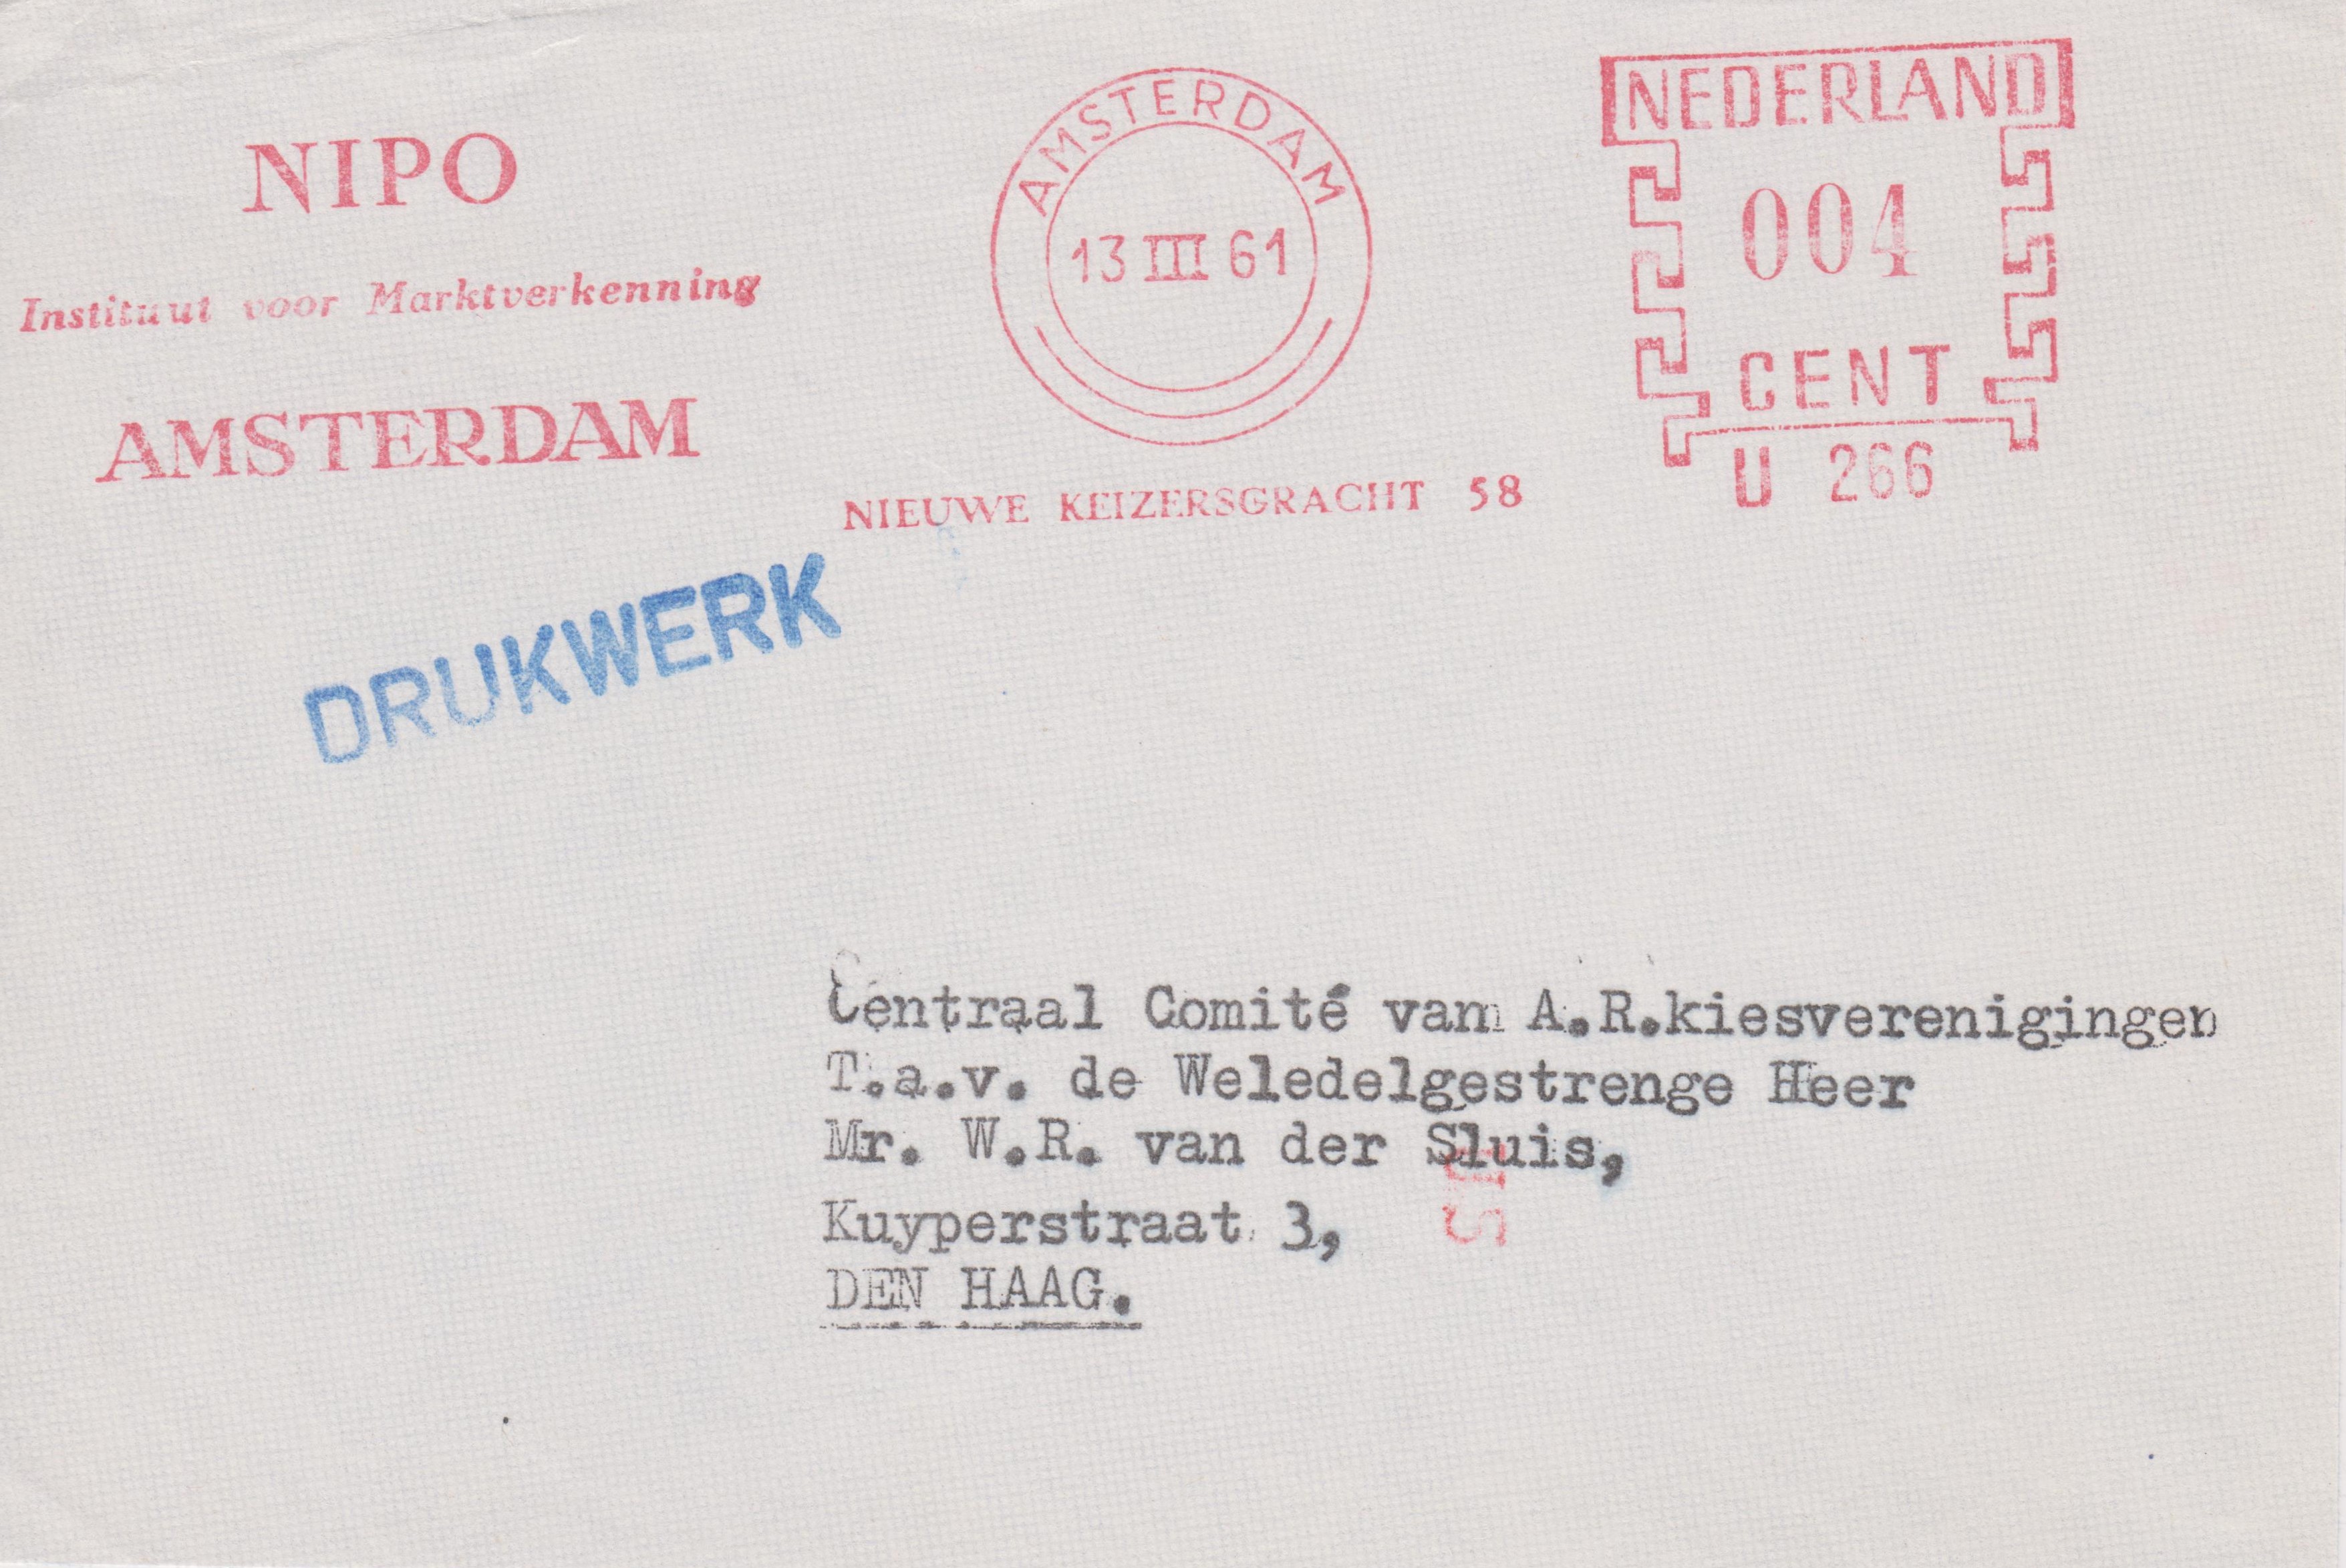 NIPO
Instituut voor Marktverkenning
AMSTERDAM
AMSTERDAM
13 III 61
NIEUWE KEIZERSGRACHT 58
NEDERLAND
004
CENT
U 266
DRUKWERK
Centraal Comité van A.R.kiesverenigingen
T.a.v. de Weledelgestrenge Heer
Mr. W.R. van der Sluis,
Kuyperstraat 3,
DEN HAAG.